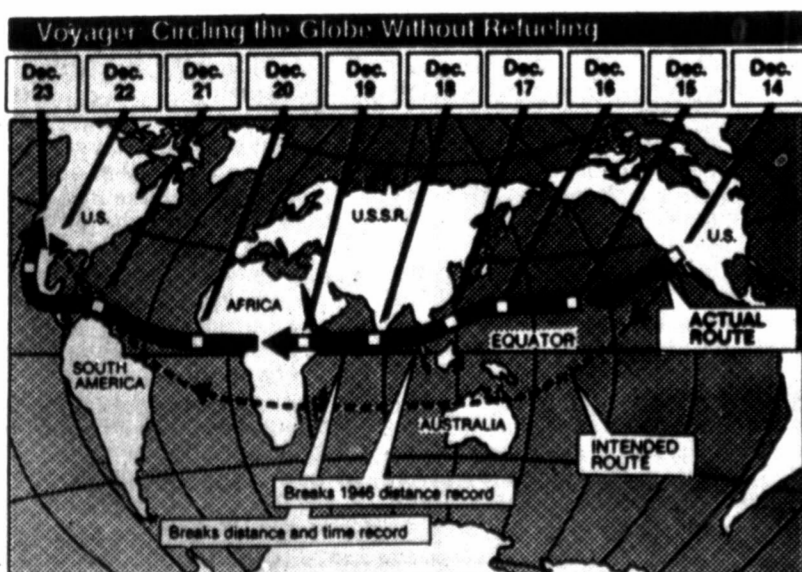 Voyager: Circling the Globe Without Refueling
Dec. 23
Dec. 22
Dec. 21
Dec. 20
Dec. 19
Dec. 18
Dec. 17
Dec. 16
Dec. 15
Dec. 14
U.S.
U.S.S.R.
U.S.
AFRICA
ACTUAL
ROUTE
EQUATOR
SOUTH
AMERICA
AUSTRALIA
INTENDED
ROUTE
Breaks 1946 distance record
Breaks distance and time record